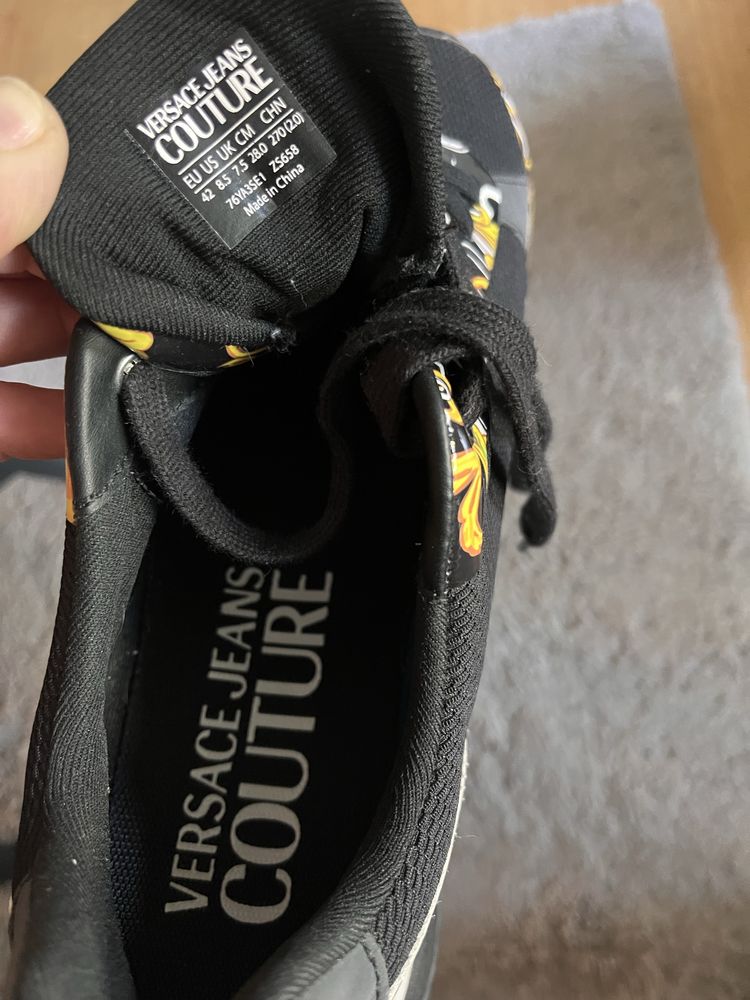 VERSACE JEANS
COUTURE
EU US UK CM CHN
42 8.5 7.5 28.0 270(2.0)
76YA3SE1 ZS658
Made in China
VERSACE JEANS
COUTURE